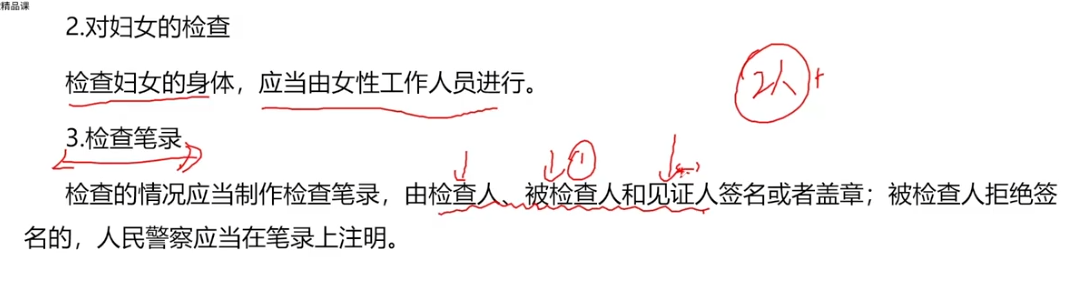 精品课
2.对妇女的检查
检查妇女的身体，应当由女性工作人员进行。
2人+
3.检查笔录
①
检查的情况应当制作检查笔录，由检查人、被检查人和见证人签名或者盖章；被检查人拒绝签
名的，人民警察应当在笔录上注明。